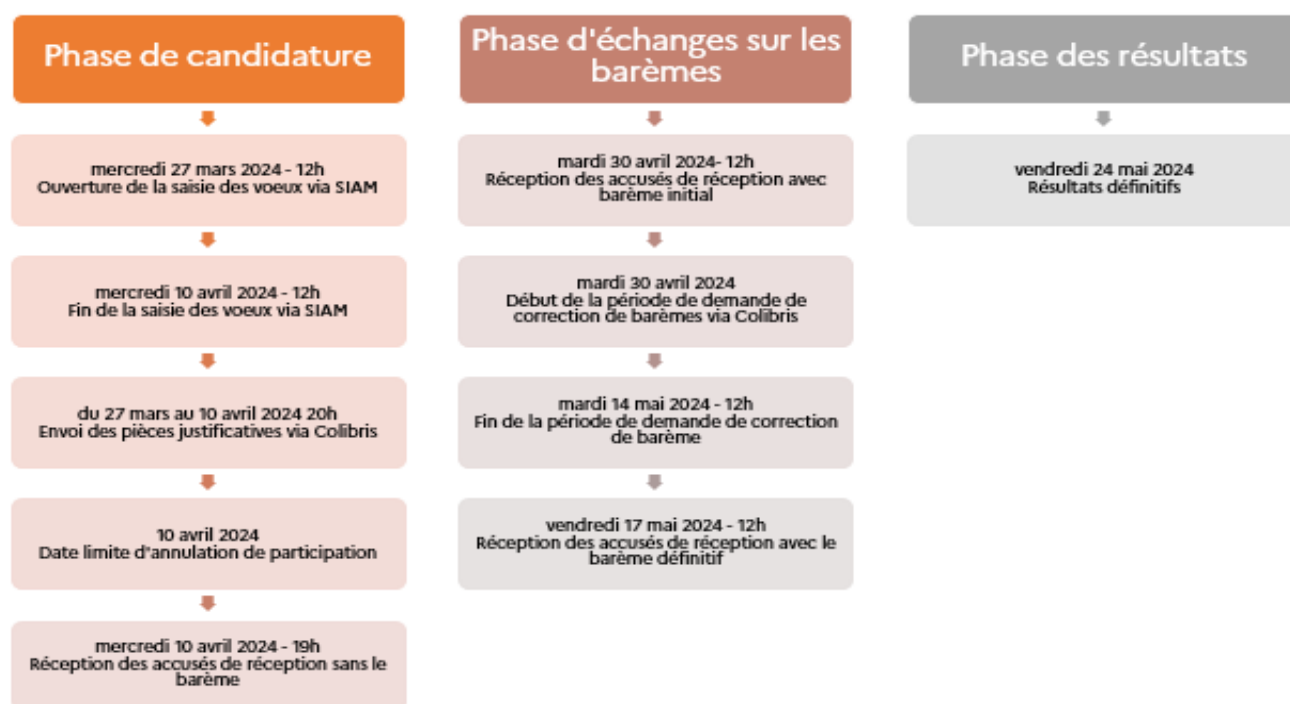 Phase de candidature
mercredi 27 mars 2024 - 12h
Ouverture de la saisie des voeux via SIAM
mercredi 10 avril 2024 - 12h
Fin de la saisie des voeux via SIAM
du 27 mars au 10 avril 2024 20h
Envoi des pièces justificatives via Colibris
10 avril 2024
Date limite d'annulation de participation
mercredi 10 avril 2024 - 19h
Réception des accusés de réception sans le
barème
Phase d'échanges sur les
barèmes
mardi 30 avril 2024- 12h
Réception des accusés de réception avec
barème initial
mardi 30 avril 2024
Début de la période de demande de
correction de barèmes via Colibris
mardi 14 mai 2024 - 12h
Fin de la période de demande de correction
de barème
vendredi 17 mai 2024 - 12h
Réception des accusés de réception avec le
barème définitif
Phase des résultats
vendredi 24 mai 2024
Résultats définitifs